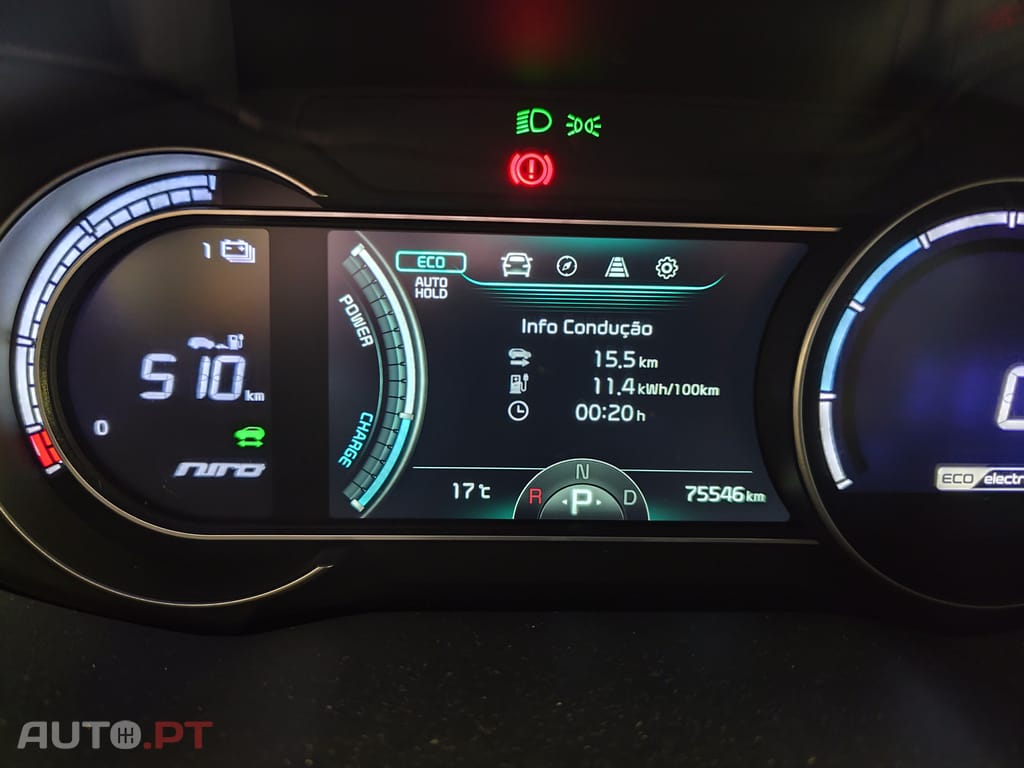 1
510 km
0
NIRO
POWER
CHARGE
ECO
AUTO
HOLD
Info Condução
15.5 km
11.4 kWh/100km
00:20 h
17℃
N
R P D
75546 km
ECO electr
AUTO.PT